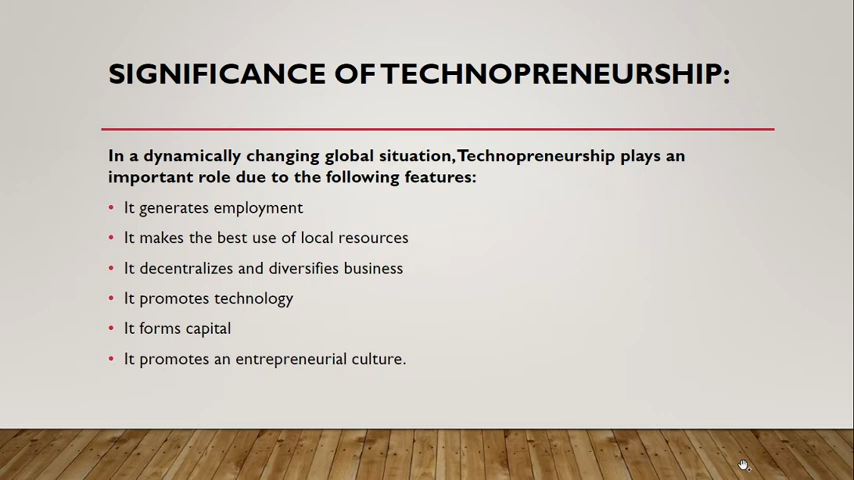 SIGNIFICANCE OF TECHNOPRENEURSHIP:
In a dynamically changing global situation, Technopreneurship plays an
important role due to the following features:
• It generates employment
• It makes the best use of local resources
• It decentralizes and diversifies business
• It promotes technology
• It forms capital
• It promotes an entrepreneurial culture.